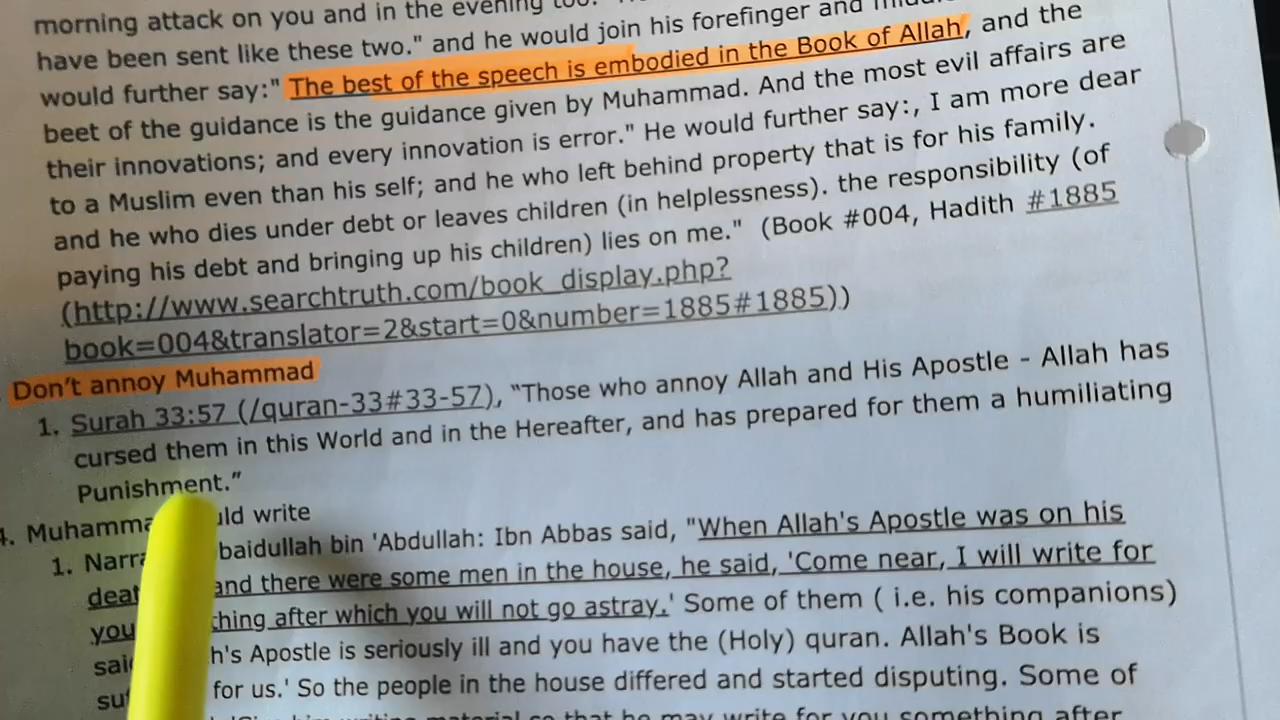 morning attack on you and in the evening too."
have been sent like these two." and he would join his forefinger and
would further say:" The best of the speech is embodied in the Book of Allah, and the
beet of the guidance is the guidance given by Muhammad. And the most evil affairs are
their innovations; and every innovation is error." He would further say:, I am more dear
to a Muslim even than his self; and he who left behind property that is for his family.
and he who dies under debt or leaves children (in helplessness). the responsibility (of
paying his debt and bringing up his children) lies on me." (Book #004, Hadith #1885
(http://www.searchtruth.com/book_display.php?
book=004&translator=2&start=0&number=1885#1885))
Don't annoy Muhammad
1. Surah 33:57 (/quran-33#33-57), "Those who annoy Allah and His Apostle - Allah has
cursed them in this World and in the Hereafter, and has prepared for them a humiliating
Punishment."
4. write
1. bin 'Abdullah: Ibn Abbas said, "When Allah's Apostle was on his
and there were some men in the house, he said, 'Come near, I will write for
you which you will not go astray.' Some of them ( i.e. his companions)
Apostle is seriously ill and you have the (Holy) quran. Allah's Book is
for us.' So the people in the house differed and started disputing. Some of
so that he may write for you something after